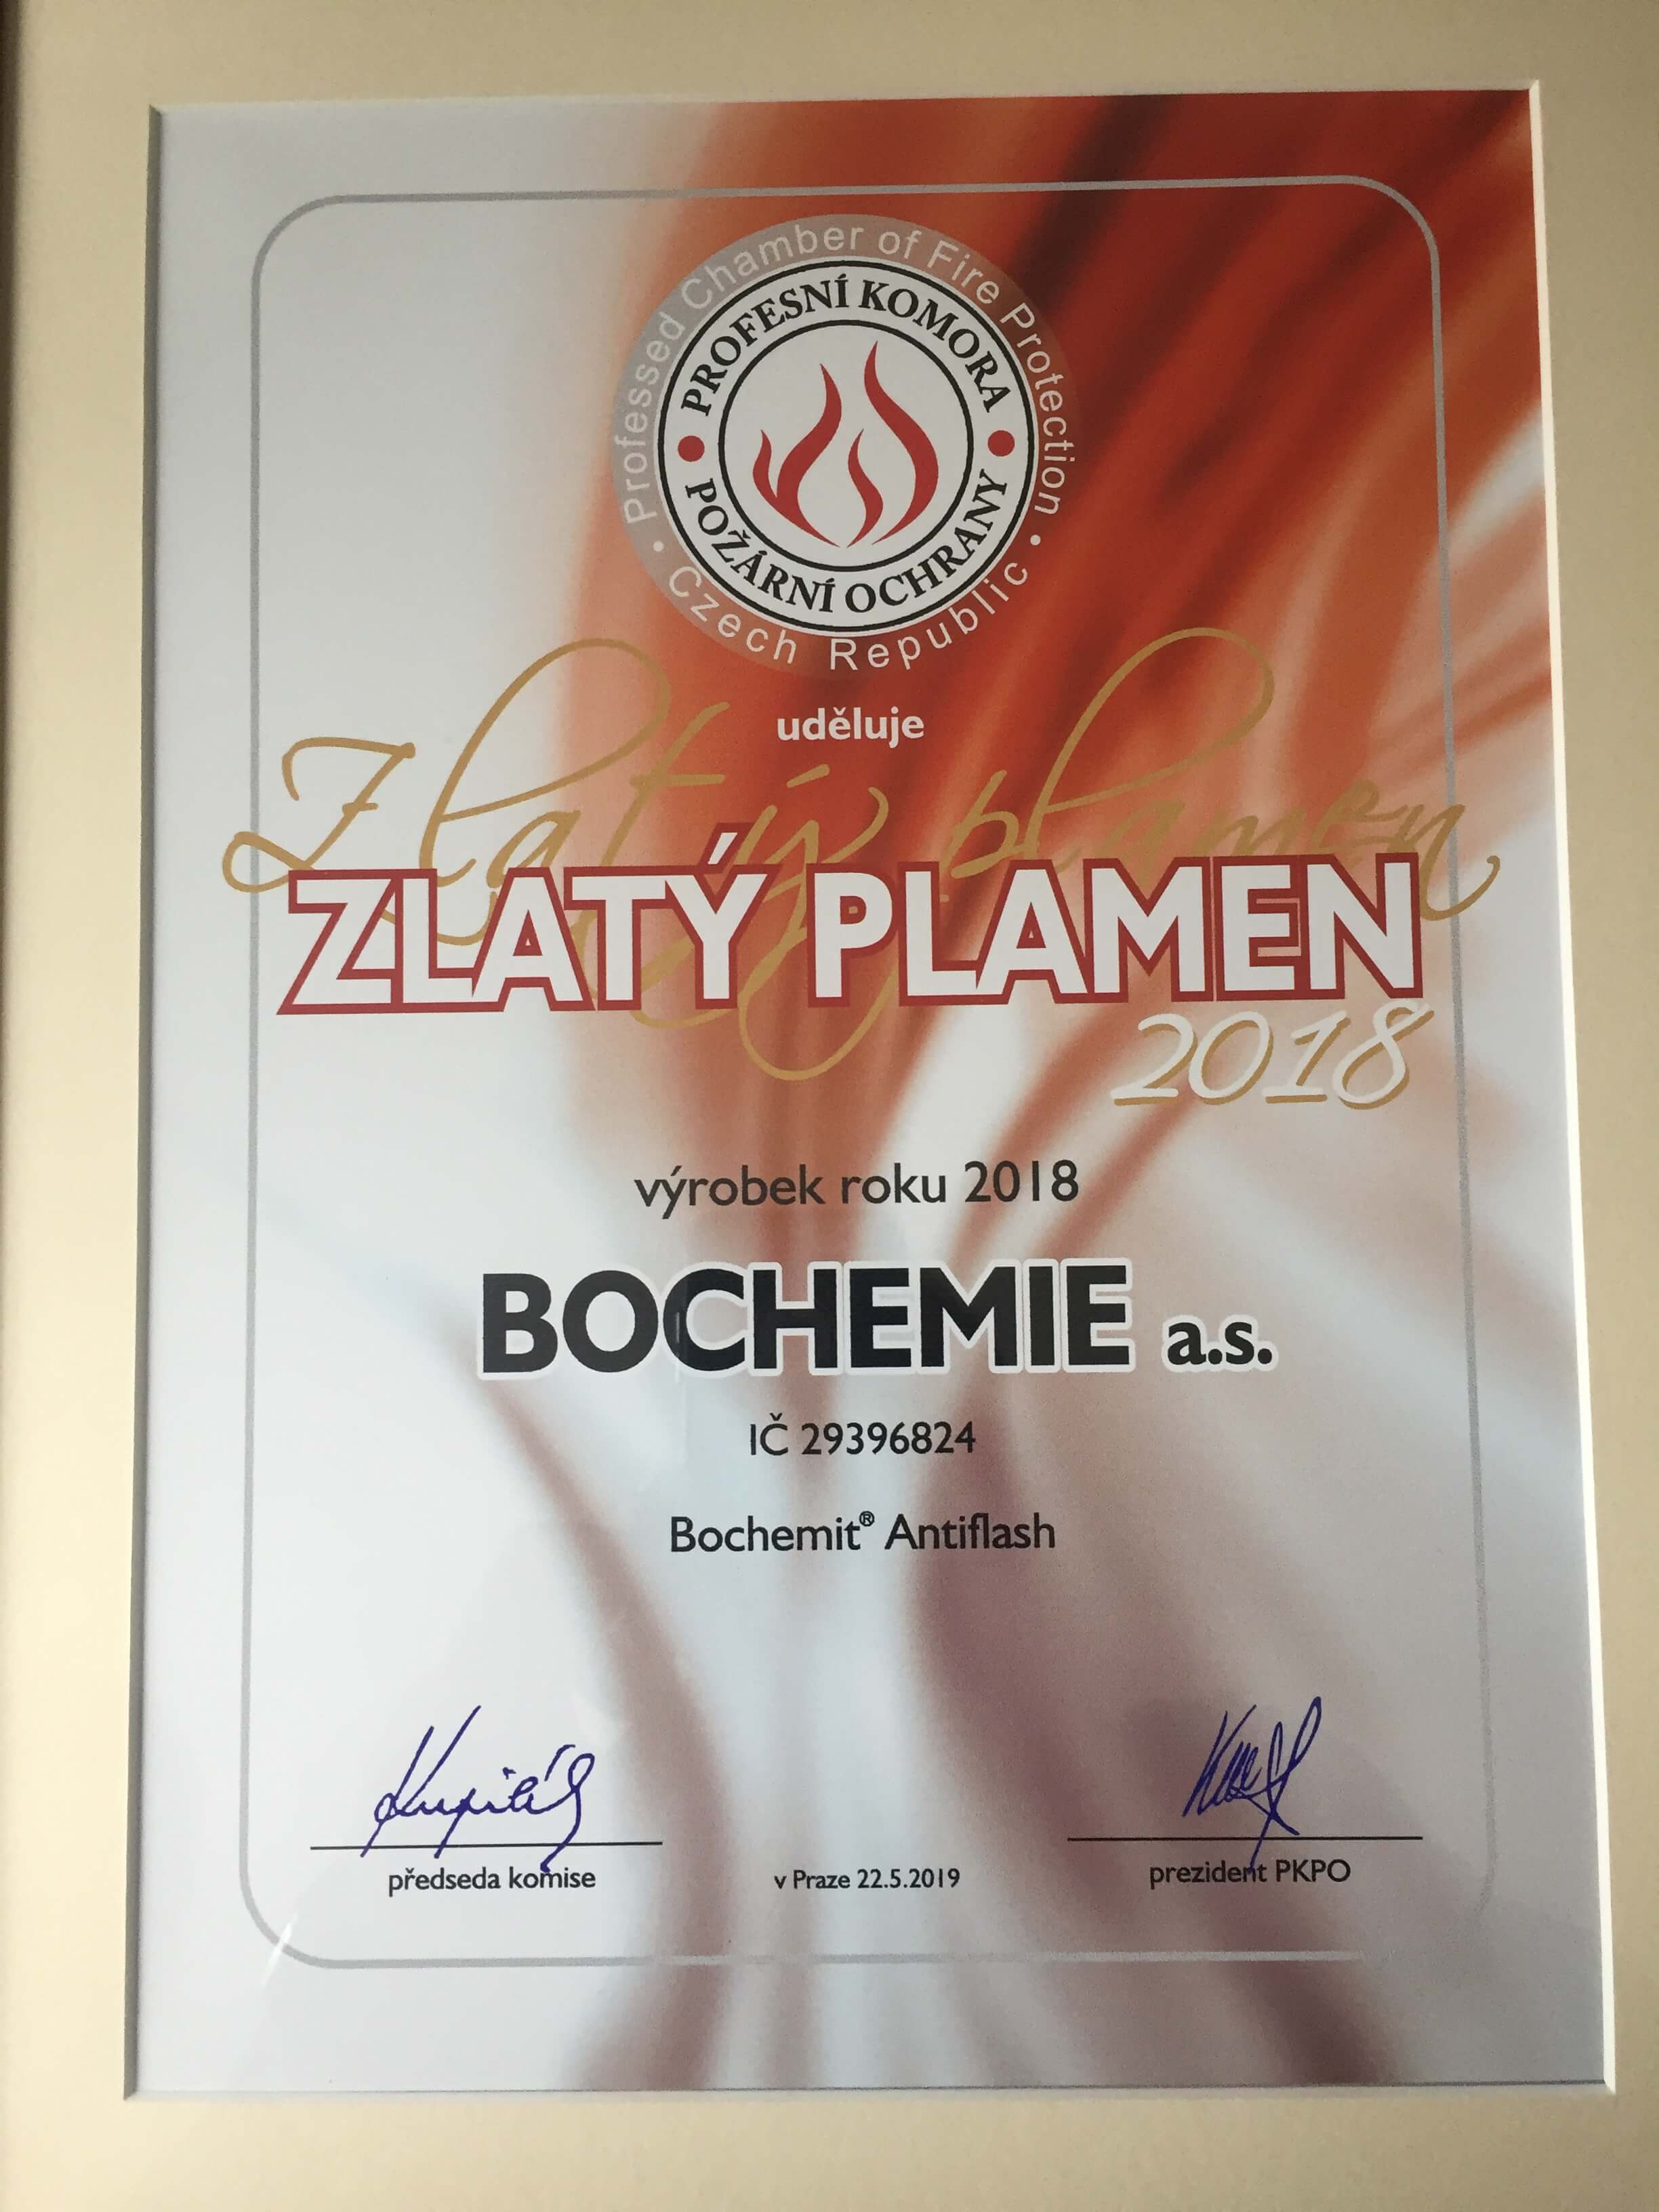 Professed Chamber of Fire Protection
PROFESNÍ KOMORA
POŽÁRNÍ OCHRANY
Czech Republic
uděluje
Zlatý plamen
ZLATÝ PLAMEN
2018
výrobek roku 2018
BOCHEMIE a.s.
IČ 29396824
Bochemit® Antiflash
předseda komise
v Praze 22.5.2019
prezident PKPO